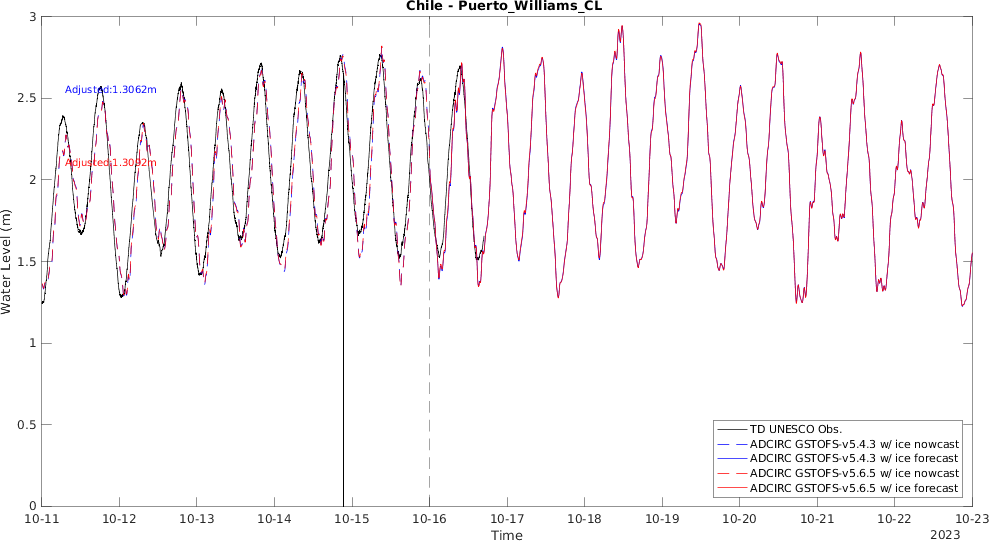 Chile - Puerto_Williams_CL
3
2.5
2
1.5
1
0.5
0
Water Level (m)
Adjusted:1.3062m
Adjusted:1.3092m
TD UNESCO Obs.
ADCIRC GSTOFS-v5.4.3 w/ ice nowcast
ADCIRC GSTOFS-v5.4.3 w/ ice forecast
ADCIRC GSTOFS-v5.6.5 w/ ice nowcast
ADCIRC GSTOFS-v5.6.5 w/ ice forecast
10-11 10-12 10-13 10-14 10-15 10-16 10-17 10-18 10-19 10-20 10-21 10-22 10-23
Time
2023